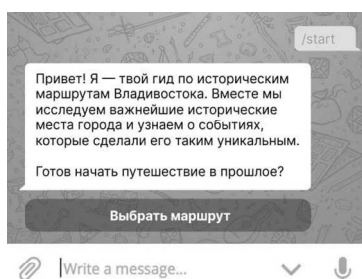 /start
Привет! Я — твой гид по историческим
маршрутам Владивостока. Вместе мы
исследуем важнейшие исторические
места города и узнаем о событиях,
которые сделали его таким уникальным.
Готов начать путешествие в прошлое?
Выбрать маршрут
Write a message...